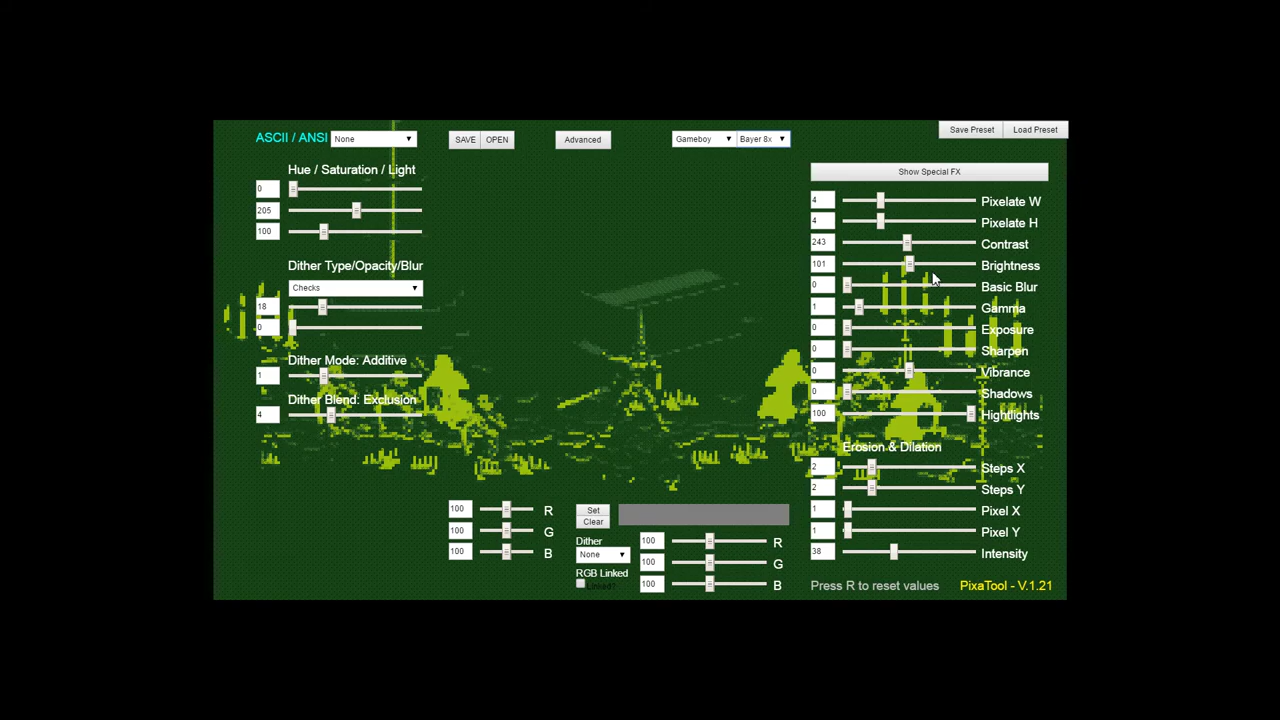 ASCII / ANSI None SAVE OPEN Advanced Gameboy Bayer 8x Save Preset Load Preset
Hue / Saturation / Light
0
205
100
Dither Type/Opacity/Blur
Checks
18
0
Dither Mode: Additive
1
Dither Blend: Exclusion
4
Show Special FX
4 Pixelate W
4 Pixelate H
243 Contrast
101 Brightness
0 Basic Blur
1 Gamma
0 Exposure
0 Sharpen
0 Vibrance
0 Shadows
100 Hightlights
Erosion & Dilation
2 Steps X
2 Steps Y
1 Pixel X
1 Pixel Y
38 Intensity
100 R
100 G
100 B
Set
Clear
Dither
None
RGB Linked
Linked?
100 R
100 G
100 B
Press R to reset values PixaTool - V.1.21